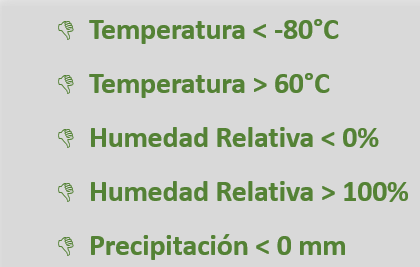 Temperatura < -80°C
Temperatura > 60°C
Humedad Relativa < 0%
Humedad Relativa > 100%
Precipitación < 0 mm